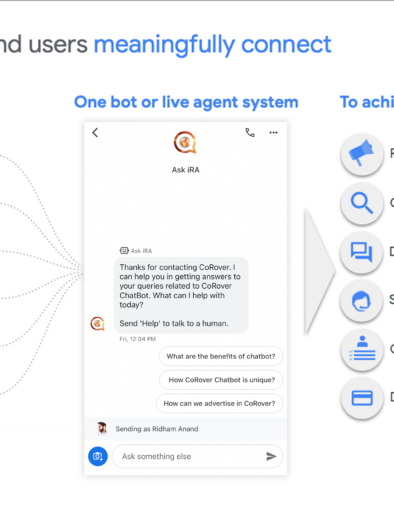 nd users meaningfully connect
One bot or live agent system
To achi
Ask iRA
Ask iRA
Thanks for contacting CoRover. I
can help you in getting answers to
your queries related to CoRover
ChatBot. What can I help with
today?
Send 'Help' to talk to a human.
Fri, 12:04 PM
What are the benefits of chatbot?
How CoRover Chatbot is unique?
How can we advertise in CoRover?
Sending as Ridham Anand
Ask something else